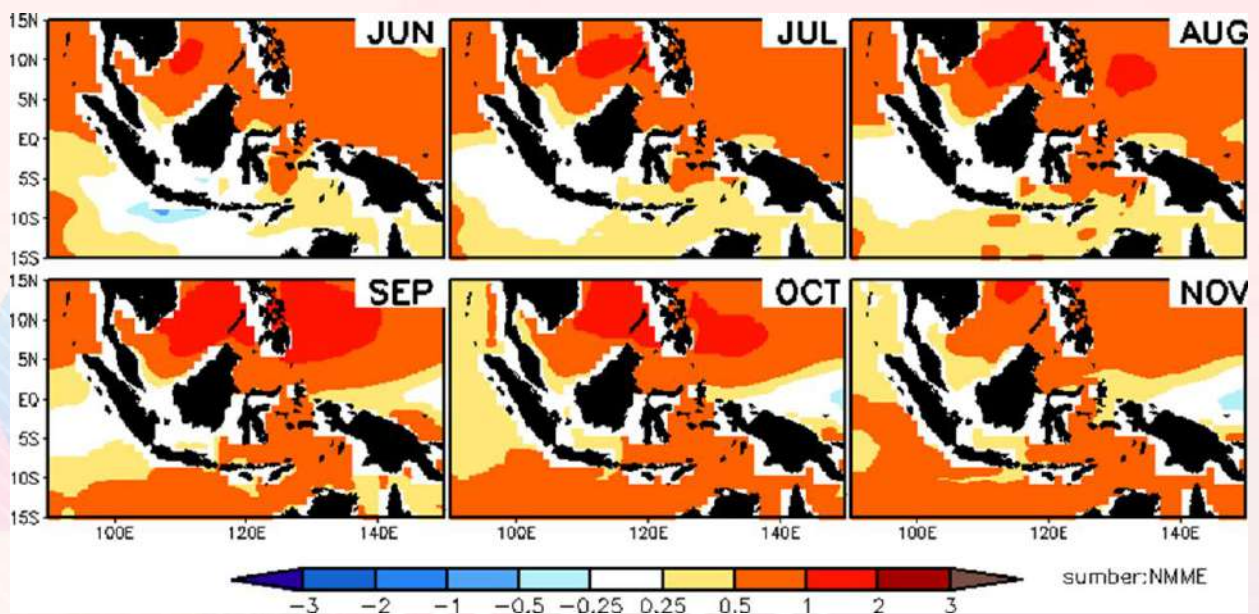 15N
10N
5N
EQ
5S
10S
15S
JUN
JUL
AUG
15N
10N
5N
EQ
5S
10S
15S
SEP
OCT
NOV
100E 120E 140E 100E 120E 140E 100E 120E 140E
-3 -2 -1 -0.5 -0.25 0.25 0.5 1 2 3
sumber:NMME